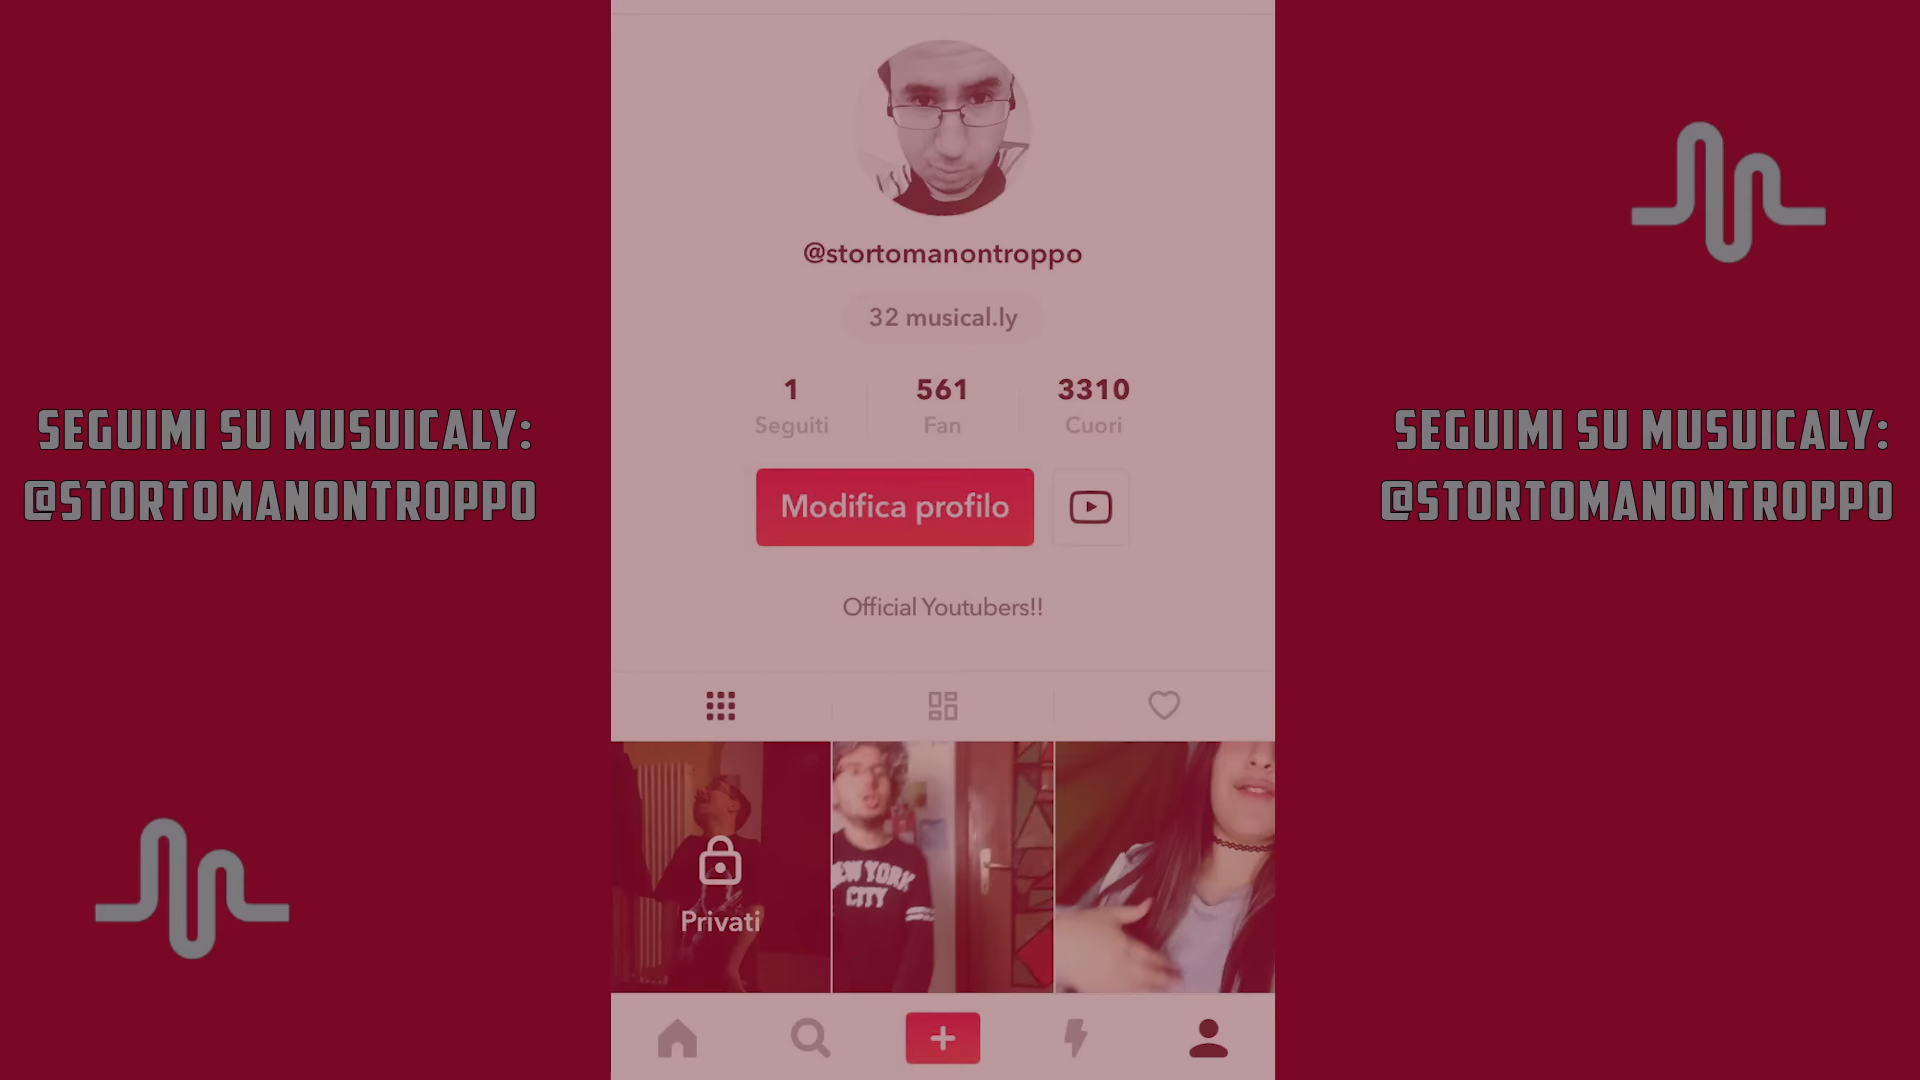 @stortomanontroppo
32 musical.ly
1 561 3310
Seguiti Fan Cuori
SEGUIMI SU MUSUICALY:
@STORTOMANONTROPPO
SEGUIMI SU MUSUICALY:
@STORTOMANONTROPPO
Modifica profilo
Official Youtubers!!
Privati
NEW YORK
CITY